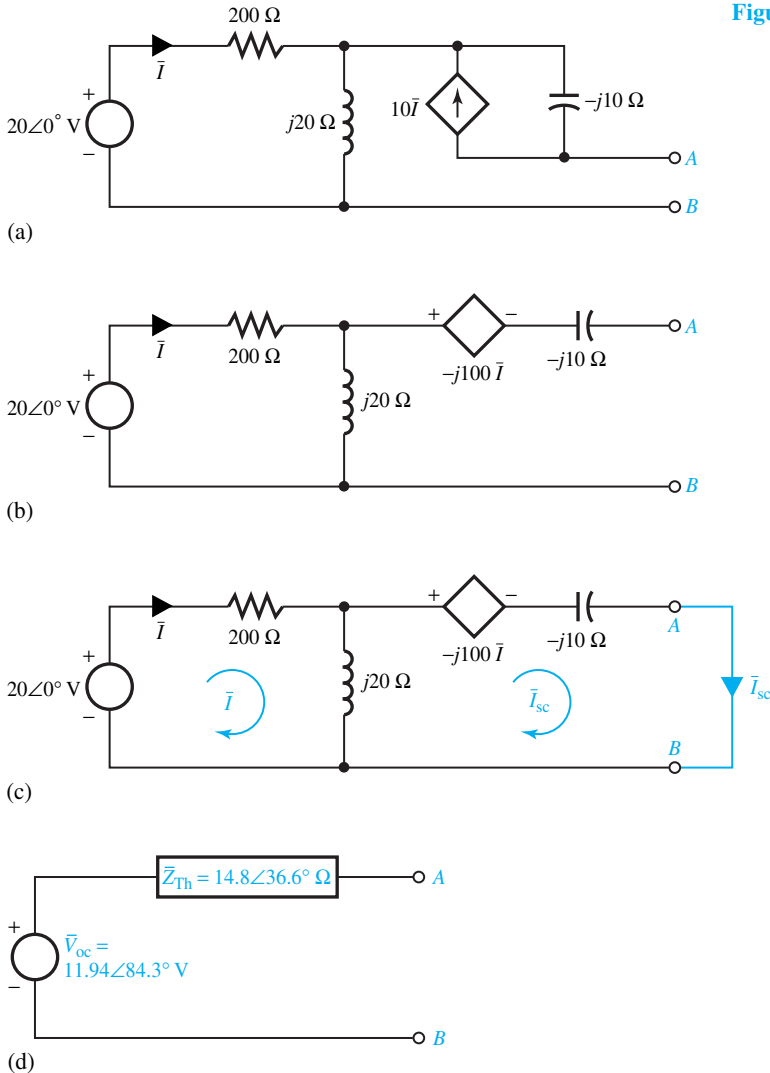 Figu
200 Ω
Ī
+
20∠0° V
−
j20 Ω
10Ī
−j10 Ω
A
B
(a)
Ī
200 Ω
+
−
−j100 Ī
−j10 Ω
A
+
20∠0° V
−
j20 Ω
B
(b)
Ī
200 Ω
+
−
−j100 Ī
−j10 Ω
A
+
20∠0° V
−
Ī
j20 Ω
Īsc
Īsc
B
(c)
Z̄Th = 14.8∠36.6° Ω
A
+
V̄oc =
11.94∠84.3° V
−
B
(d)